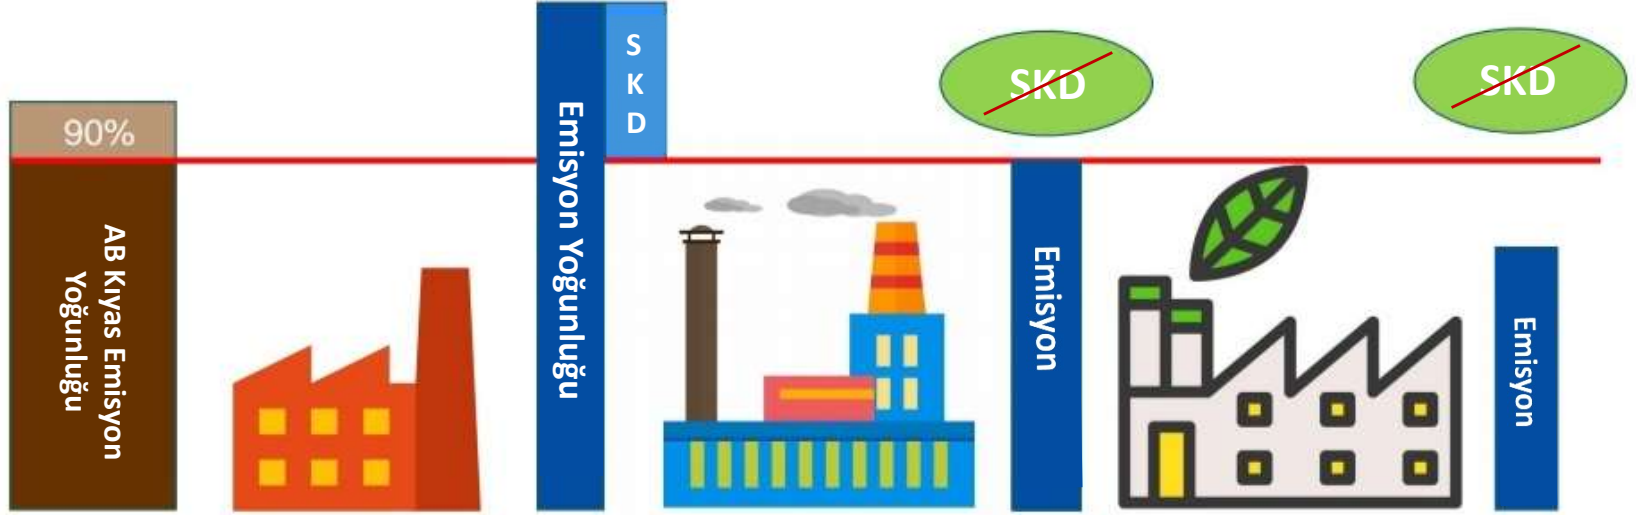 90%
AB Kıyas Emisyon
Yoğunluğu
Emisyon Yoğunluğu
S
K
D
SKD
Emisyon
SKD
Emisyon